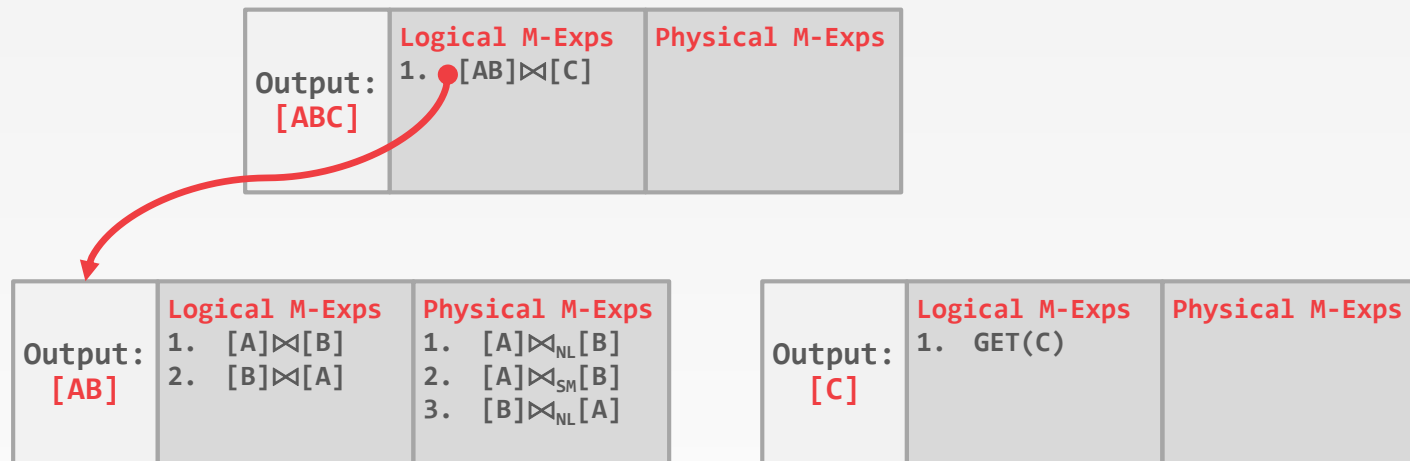 Output:
[ABC]
Logical M-Exps
1. [AB]⋈[C]
Physical M-Exps
Output:
[AB]
Logical M-Exps
1. [A]⋈[B]
2. [B]⋈[A]
Physical M-Exps
1. [A]⋈NL[B]
2. [A]⋈SM[B]
3. [B]⋈NL[A]
Output:
[C]
Logical M-Exps
1. GET(C)
Physical M-Exps